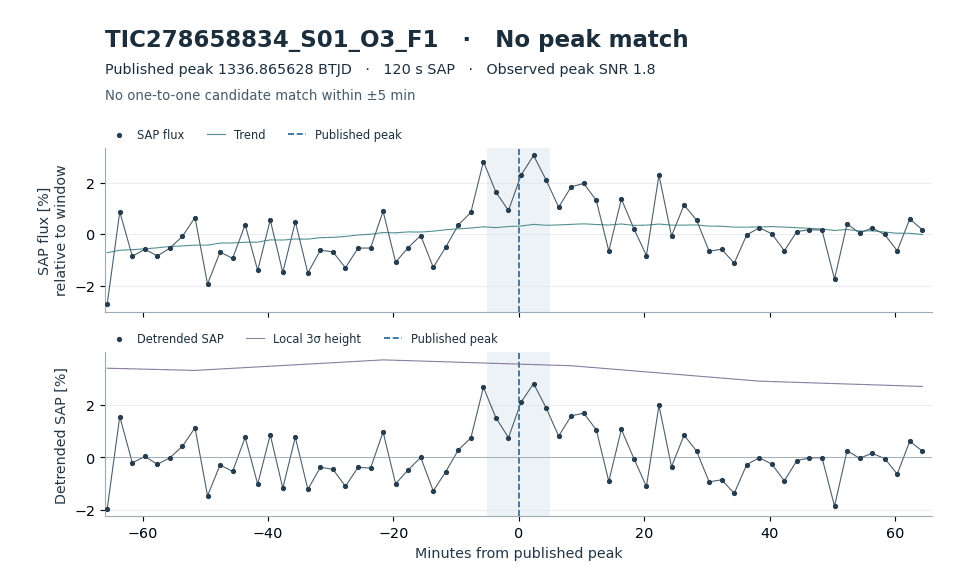 TIC278658834_S01_O3_F1 · No peak match
Published peak 1336.865628 BTJD · 120 s SAP · Observed peak SNR 1.8
No one-to-one candidate match within ±5 min
SAP flux Trend Published peak
SAP flux [%]
relative to window
2
0
−2
Detrended SAP Local 3σ height Published peak
Detrended SAP [%]
2
0
−2
−60 −40 −20 0 20 40 60
Minutes from published peak